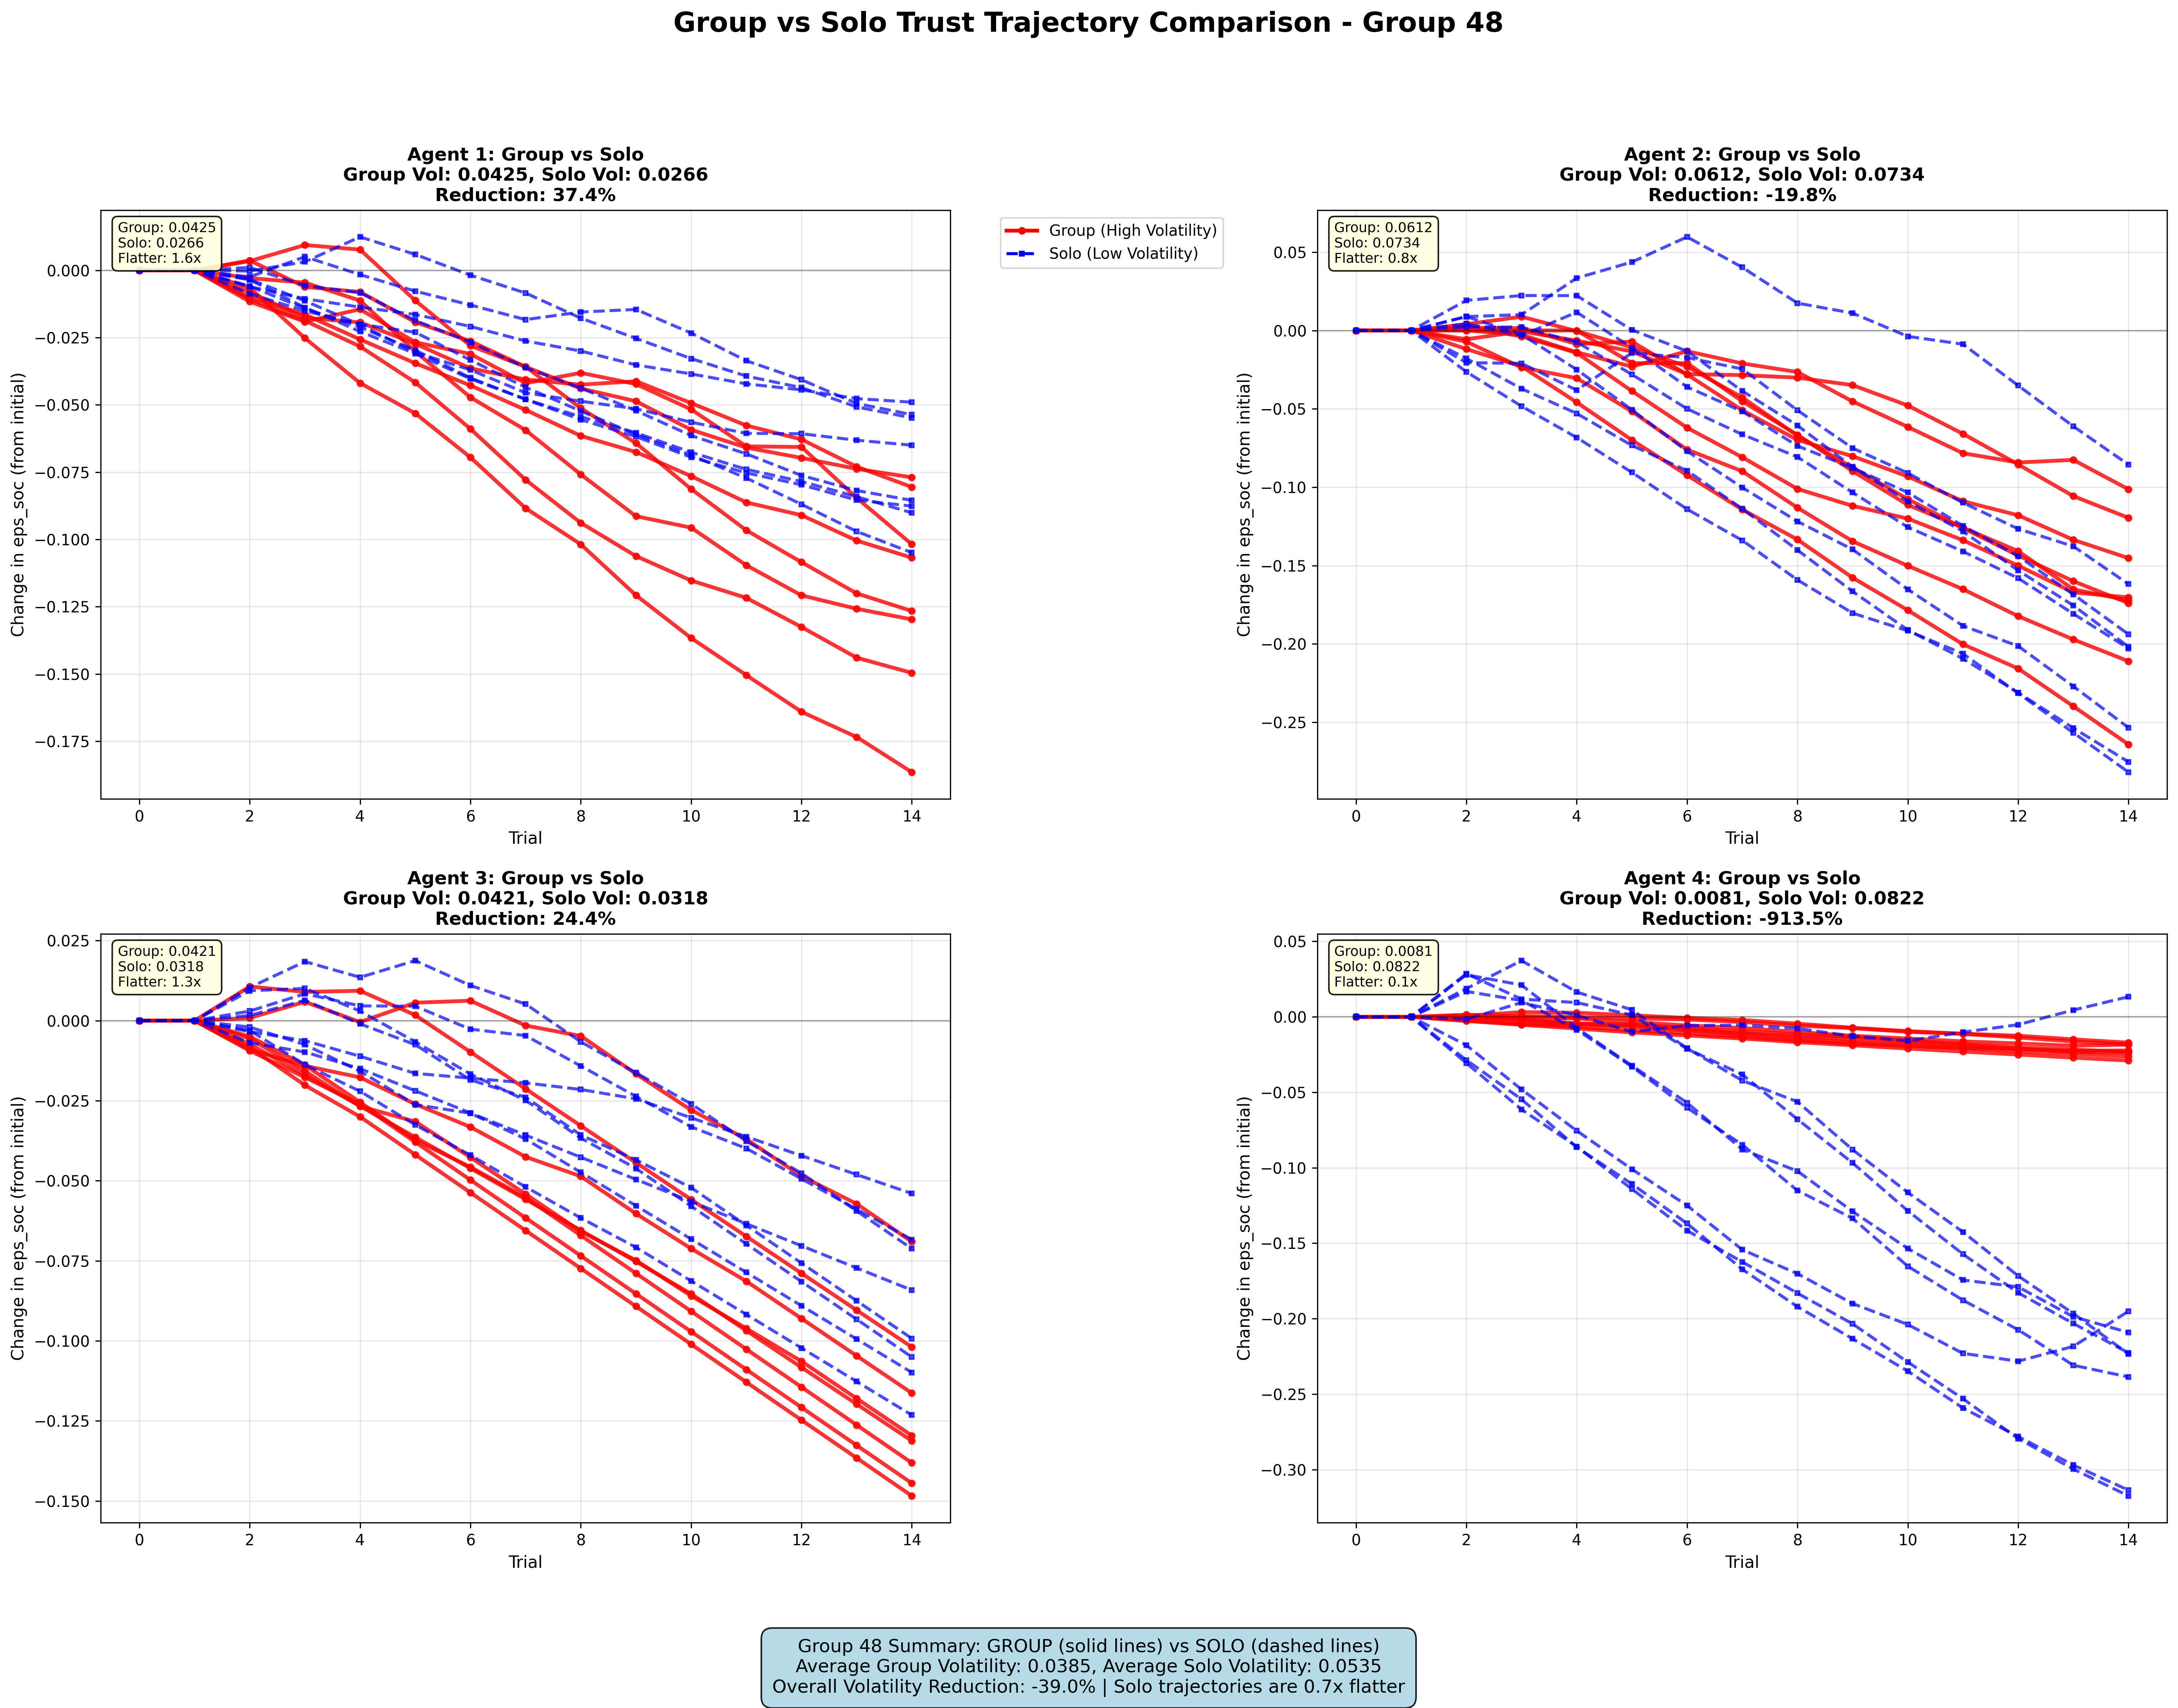 Group vs Solo Trust Trajectory Comparison - Group 48
Agent 1: Group vs Solo
Group Vol: 0.0425, Solo Vol: 0.0266
Reduction: 37.4%
Group: 0.0425
Solo: 0.0266
Flatter: 1.6x
0.000
−0.025
−0.050
−0.075
−0.100
−0.125
−0.150
−0.175
Change in eps_soc (from initial)
0 2 4 6 8 10 12 14
Trial
Group (High Volatility)
Solo (Low Volatility)
Agent 2: Group vs Solo
Group Vol: 0.0612, Solo Vol: 0.0734
Reduction: -19.8%
Group: 0.0612
Solo: 0.0734
Flatter: 0.8x
0.05
0.00
−0.05
−0.10
−0.15
−0.20
−0.25
Change in eps_soc (from initial)
0 2 4 6 8 10 12 14
Trial
Agent 3: Group vs Solo
Group Vol: 0.0421, Solo Vol: 0.0318
Reduction: 24.4%
Group: 0.0421
Solo: 0.0318
Flatter: 1.3x
0.025
0.000
−0.025
−0.050
−0.075
−0.100
−0.125
−0.150
Change in eps_soc (from initial)
0 2 4 6 8 10 12 14
Trial
Agent 4: Group vs Solo
Group Vol: 0.0081, Solo Vol: 0.0822
Reduction: -913.5%
Group: 0.0081
Solo: 0.0822
Flatter: 0.1x
0.05
0.00
−0.05
−0.10
−0.15
−0.20
−0.25
−0.30
Change in eps_soc (from initial)
0 2 4 6 8 10 12 14
Trial
Group 48 Summary: GROUP (solid lines) vs SOLO (dashed lines)
Average Group Volatility: 0.0385, Average Solo Volatility: 0.0535
Overall Volatility Reduction: -39.0% | Solo trajectories are 0.7x flatter